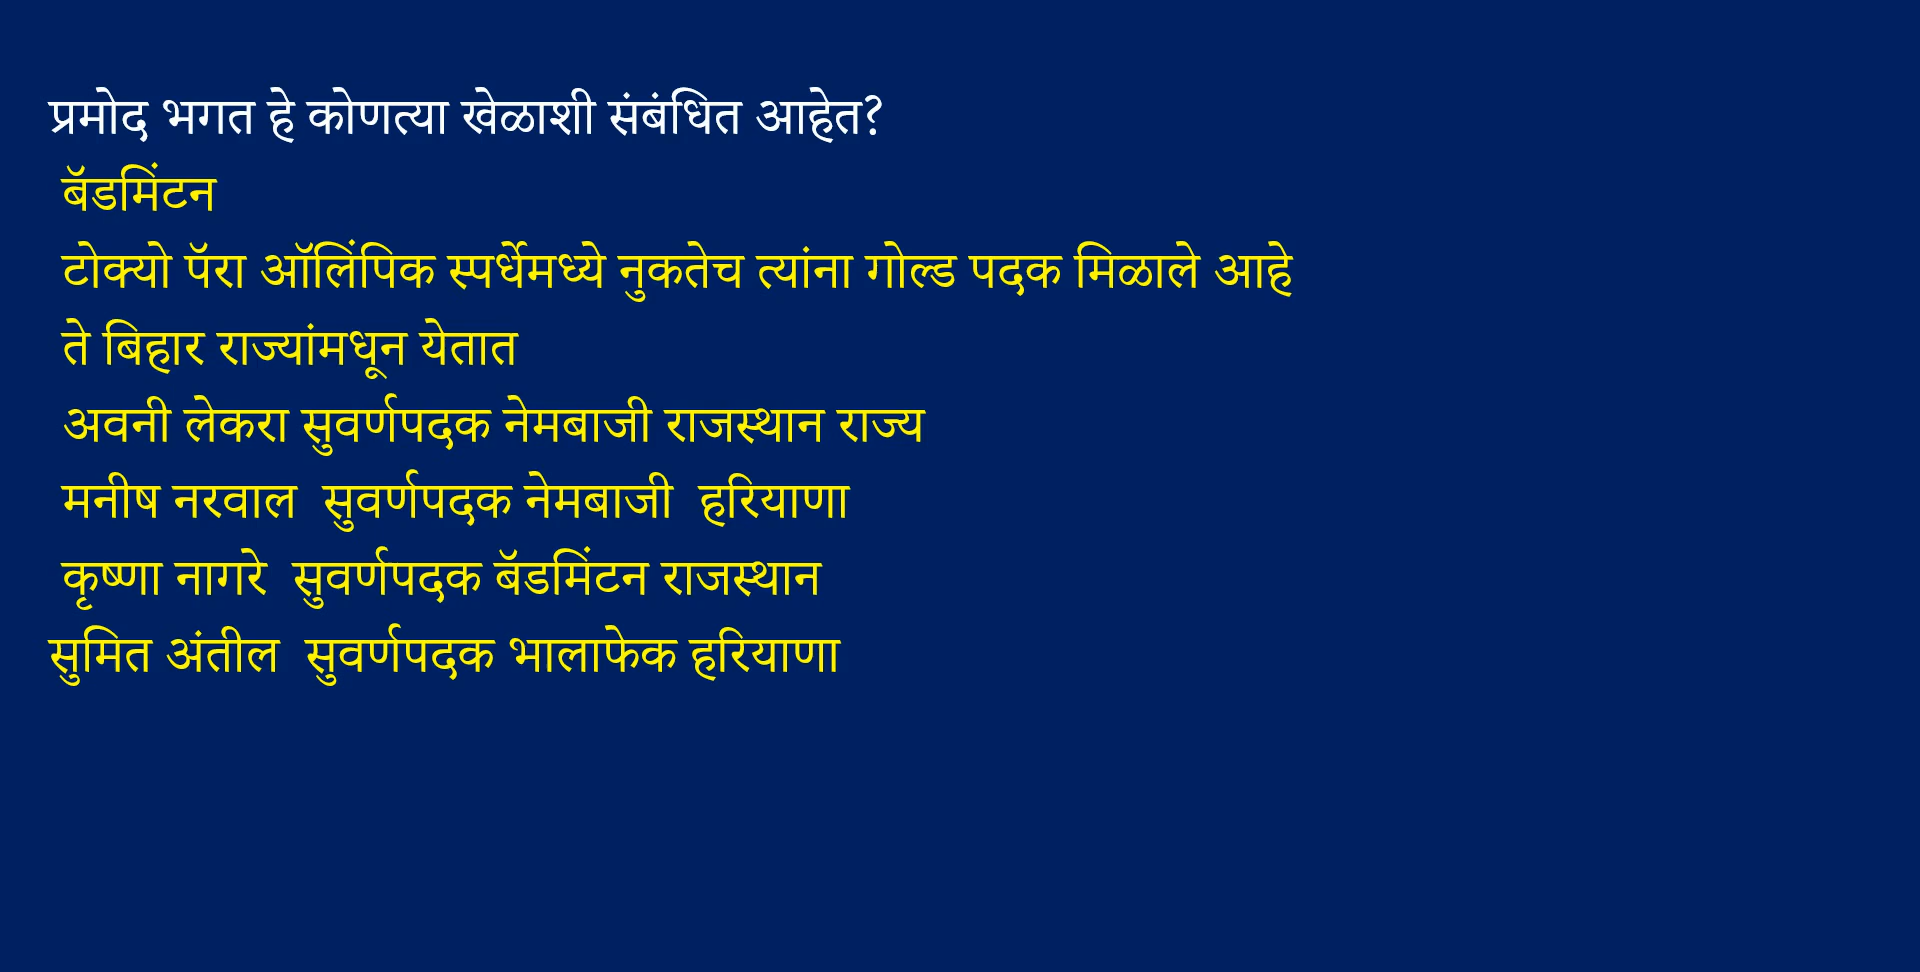 प्रमोद भगत हे कोणत्या खेळाशी संबंधित आहेत?
बॅडमिंटन
टोक्यो पॅरा ऑलिंपिक स्पर्धेमध्ये नुकतेच त्यांना गोल्ड पदक मिळाले आहे
ते बिहार राज्यांमधून येतात
अवनी लेकरा सुवर्णपदक नेमबाजी राजस्थान राज्य
मनीष नरवाल सुवर्णपदक नेमबाजी हरियाणा
कृष्णा नागरे सुवर्णपदक बॅडमिंटन राजस्थान
सुमित अंतील सुवर्णपदक भालाफेक हरियाणा